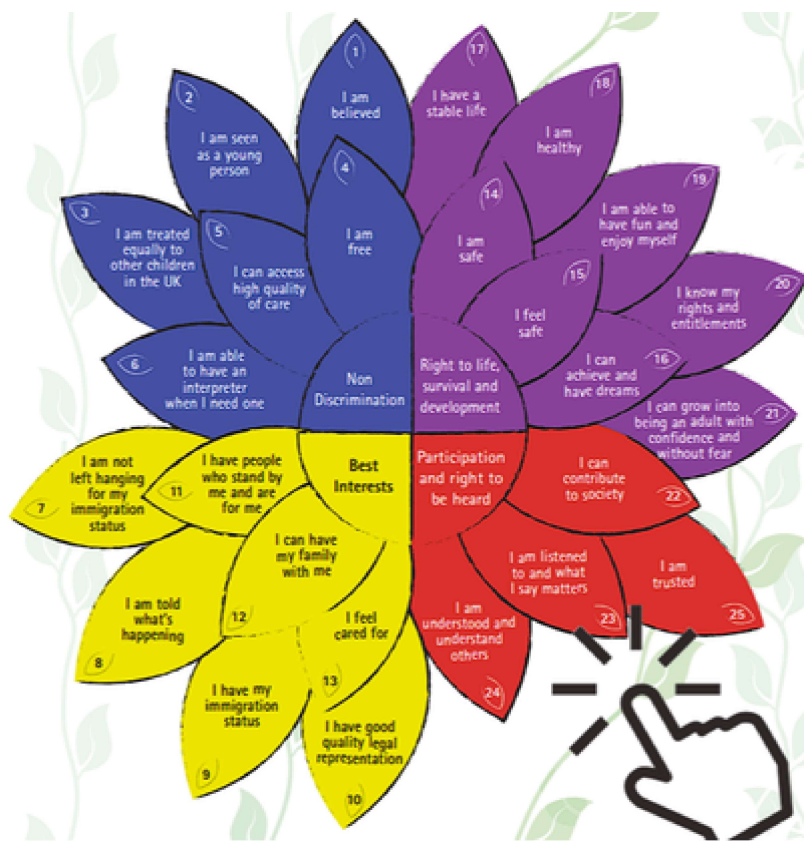 1
I am
believed
2
I am seen
as a young
person
3
I am treated
equally to
other children
in the UK
4
I am
free
5
I can access
high quality
of care
6
I am able
to have an
interpreter
when I need one
Non
Discrimination
17
I have a
stable life
18
I am
healthy
19
I am able to
have fun and
enjoy myself
14
I am
safe
15
I feel
safe
20
I know my
rights and
entitlements
16
I can
achieve and
have dreams
21
I can grow into
being an adult with
confidence and
without fear
Right to life,
survival and
development
Best
Interests
7
I am not
left hanging
for my
immigration
status
11
I have people
who stand by
me and are
for me
12
I can have
my family
with me
8
I am told
what's
happening
13
I feel
cared for
9
I have my
immigration
status
10
I have good
quality legal
representation
Participation
and right to
be heard
22
I can
contribute
to society
23
I am listened
to and what
I say matters
25
I am
trusted
24
I am
understood and
understand
others